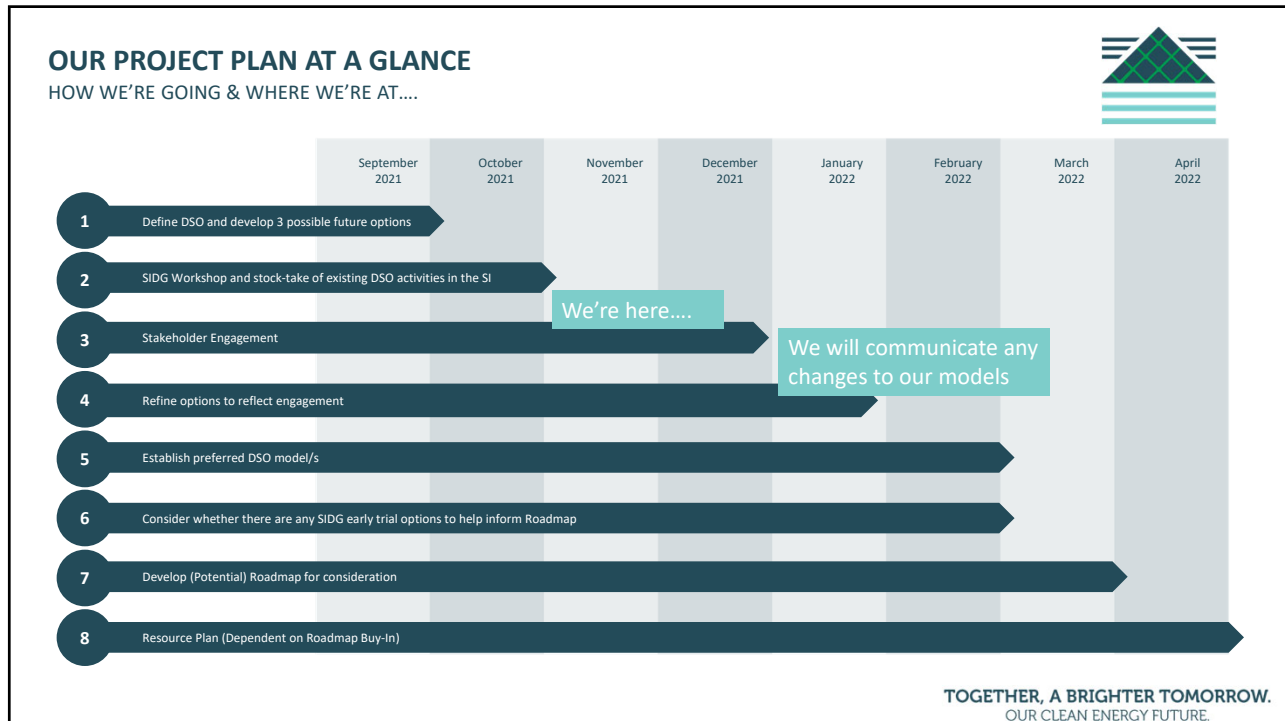 OUR PROJECT PLAN AT A GLANCE
HOW WE'RE GOING & WHERE WE'RE AT....
September
2021
October
2021
November
2021
December
2021
January
2022
February
2022
March
2022
April
2022
1
Define DSO and develop 3 possible future options
2
SIDG Workshop and stock-take of existing DSO activities in the SI
We're here....
3
Stakeholder Engagement
We will communicate any
changes to our models
4
Refine options to reflect engagement
5
Establish preferred DSO model/s
6
Consider whether there are any SIDG early trial options to help inform Roadmap
7
Develop (Potential) Roadmap for consideration
8
Resource Plan (Dependent on Roadmap Buy-In)
TOGETHER, A BRIGHTER TOMORROW.
OUR CLEAN ENERGY FUTURE.